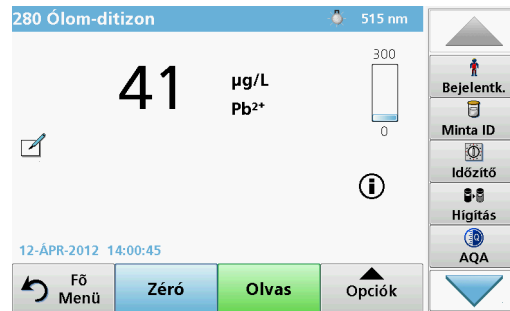 280 Ólom-ditizon 515 nm
300
41 µg/L
Pb²⁺
0
12-ÁPR-2012 14:00:45
Fõ
Menü
Zéró
Olvas
Opciók
Bejelentk.
Minta ID
Időzítő
Hígítás
AQA